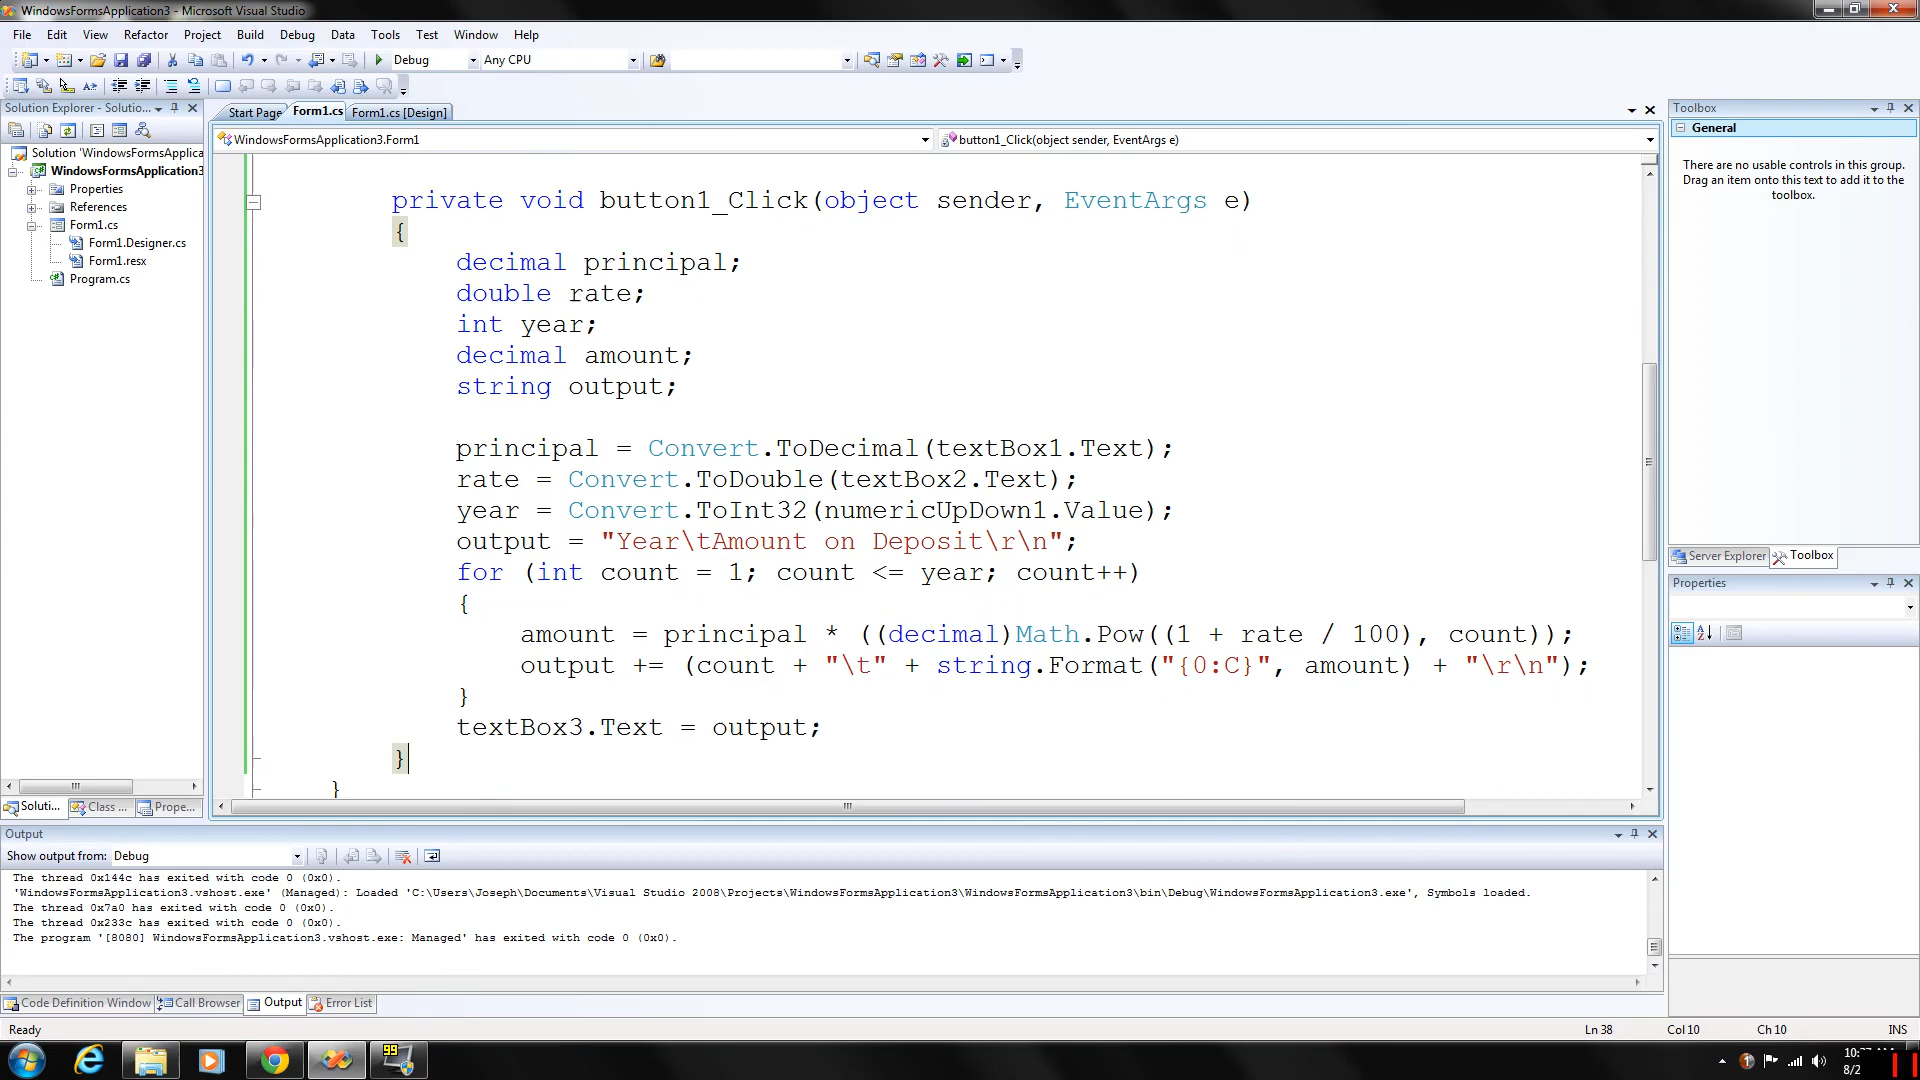 WindowsFormsApplication3 - Microsoft Visual Studio
File Edit View Refactor Project Build Debug Data Tools Test Window Help
Debug Any CPU
Solution Explorer - Solutio...
Start Page Form1.cs Form1.cs [Design]
WindowsFormsApplication3.Form1 button1_Click(object sender, EventArgs e)
Solution 'WindowsFormsApplica
WindowsFormsApplication3
Properties
References
Form1.cs
Form1.Designer.cs
Form1.resx
Program.cs
Soluti... Class ... Prope...
private void button1_Click(object sender, EventArgs e)
{
decimal principal;
double rate;
int year;
decimal amount;
string output;
principal = Convert.ToDecimal(textBox1.Text);
rate = Convert.ToDouble(textBox2.Text);
year = Convert.ToInt32(numericUpDown1.Value);
output = "Year\tAmount on Deposit\r\n";
for (int count = 1; count <= year; count++)
{
amount = principal * ((decimal)Math.Pow((1 + rate / 100), count));
output += (count + "\t" + string.Format("{0:C}", amount) + "\r\n");
}
textBox3.Text = output;
}
}
Toolbox
General
There are no usable controls in this group.
Drag an item onto this text to add it to the
toolbox.
Server Explorer Toolbox
Properties
Output
Show output from: Debug
The thread 0x144c has exited with code 0 (0x0).
'WindowsFormsApplication3.vshost.exe' (Managed): Loaded 'C:\Users\Joseph\Documents\Visual Studio 2008\Projects\WindowsFormsApplication3\WindowsFormsApplication3\bin\Debug\WindowsFormsApplication3.exe', Symbols loaded.
The thread 0x7a0 has exited with code 0 (0x0).
The thread 0x233c has exited with code 0 (0x0).
The program '[8080] WindowsFormsApplication3.vshost.exe: Managed' has exited with code 0 (0x0).
Code Definition Window Call Browser Output Error List
Ready Ln 38 Col 10 Ch 10 INS
99